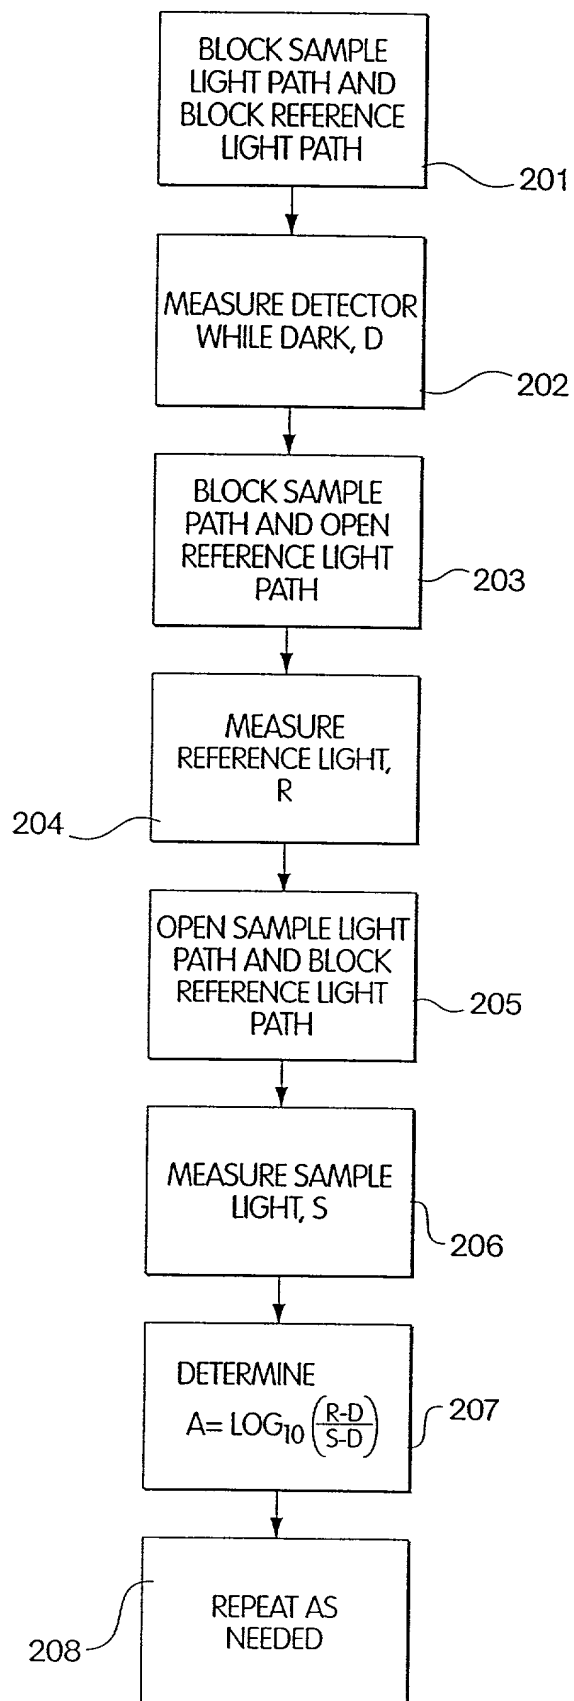 BLOCK SAMPLE
LIGHT PATH AND
BLOCK REFERENCE
LIGHT PATH
201
MEASURE DETECTOR
WHILE DARK, D
202
BLOCK SAMPLE
PATH AND OPEN
REFERENCE LIGHT
PATH
203
MEASURE
REFERENCE LIGHT,
R
204
OPEN SAMPLE LIGHT
PATH AND BLOCK
REFERENCE LIGHT
PATH
205
MEASURE SAMPLE
LIGHT, S
206
DETERMINE
A= LOG10 (R-D/S-D)
207
REPEAT AS
NEEDED
208